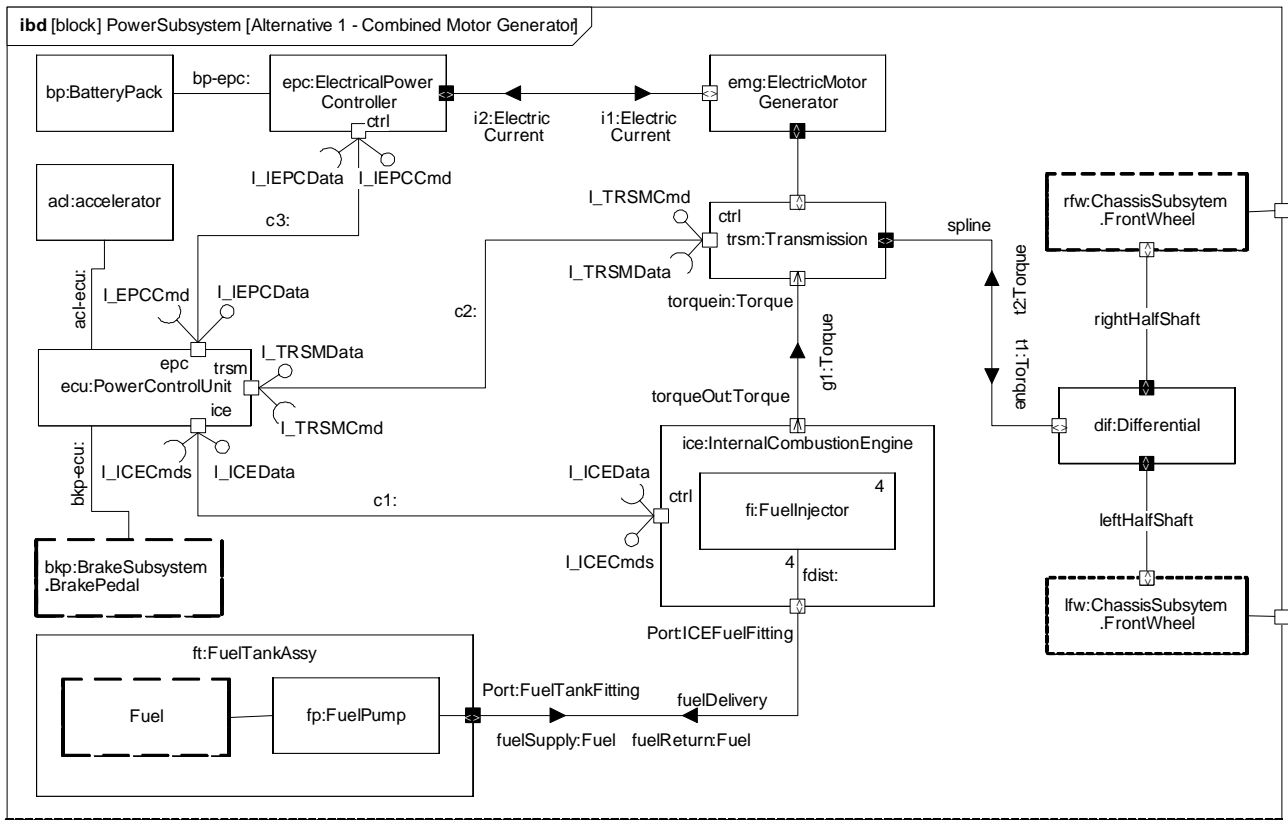 ibd [block] PowerSubsystem [Alternative 1 - Combined Motor Generator]
bp:BatteryPack
bp-epc:
epc:ElectricalPower
Controller
ctrl
i2:Electric
Current
i1:Electric
Current
emg:ElectricMotor
Generator
I_IEPCData
I_IEPCCmd
acl:accelerator
c3:
acl-ecu:
I_EPCCmd
I_IEPCData
I_TRSMCmd
ctrl
trsm:Transmission
I_TRSMData
spline
rfw:ChassisSubsytem
.FrontWheel
t2:Torque
t1:Torque
rightHalfShaft
c2:
torquein:Torque
g1:Torque
torqueOut:Torque
epc
trsm
ecu:PowerControlUnit
ice
I_TRSMData
I_TRSMCmd
I_ICECmds
I_ICEData
bkp-ecu:
c1:
ice:InternalCombustionEngine
I_ICEData
ctrl
4
fi:FuelInjector
I_ICECmds
4
fdist:
dif:Differential
leftHalfShaft
bkp:BrakeSubsystem
.BrakePedal
lfw:ChassisSubsytem
.FrontWheel
Port:ICEFuelFitting
ft:FuelTankAssy
Fuel
fp:FuelPump
Port:FuelTankFitting
fuelDelivery
fuelSupply:Fuel
fuelReturn:Fuel